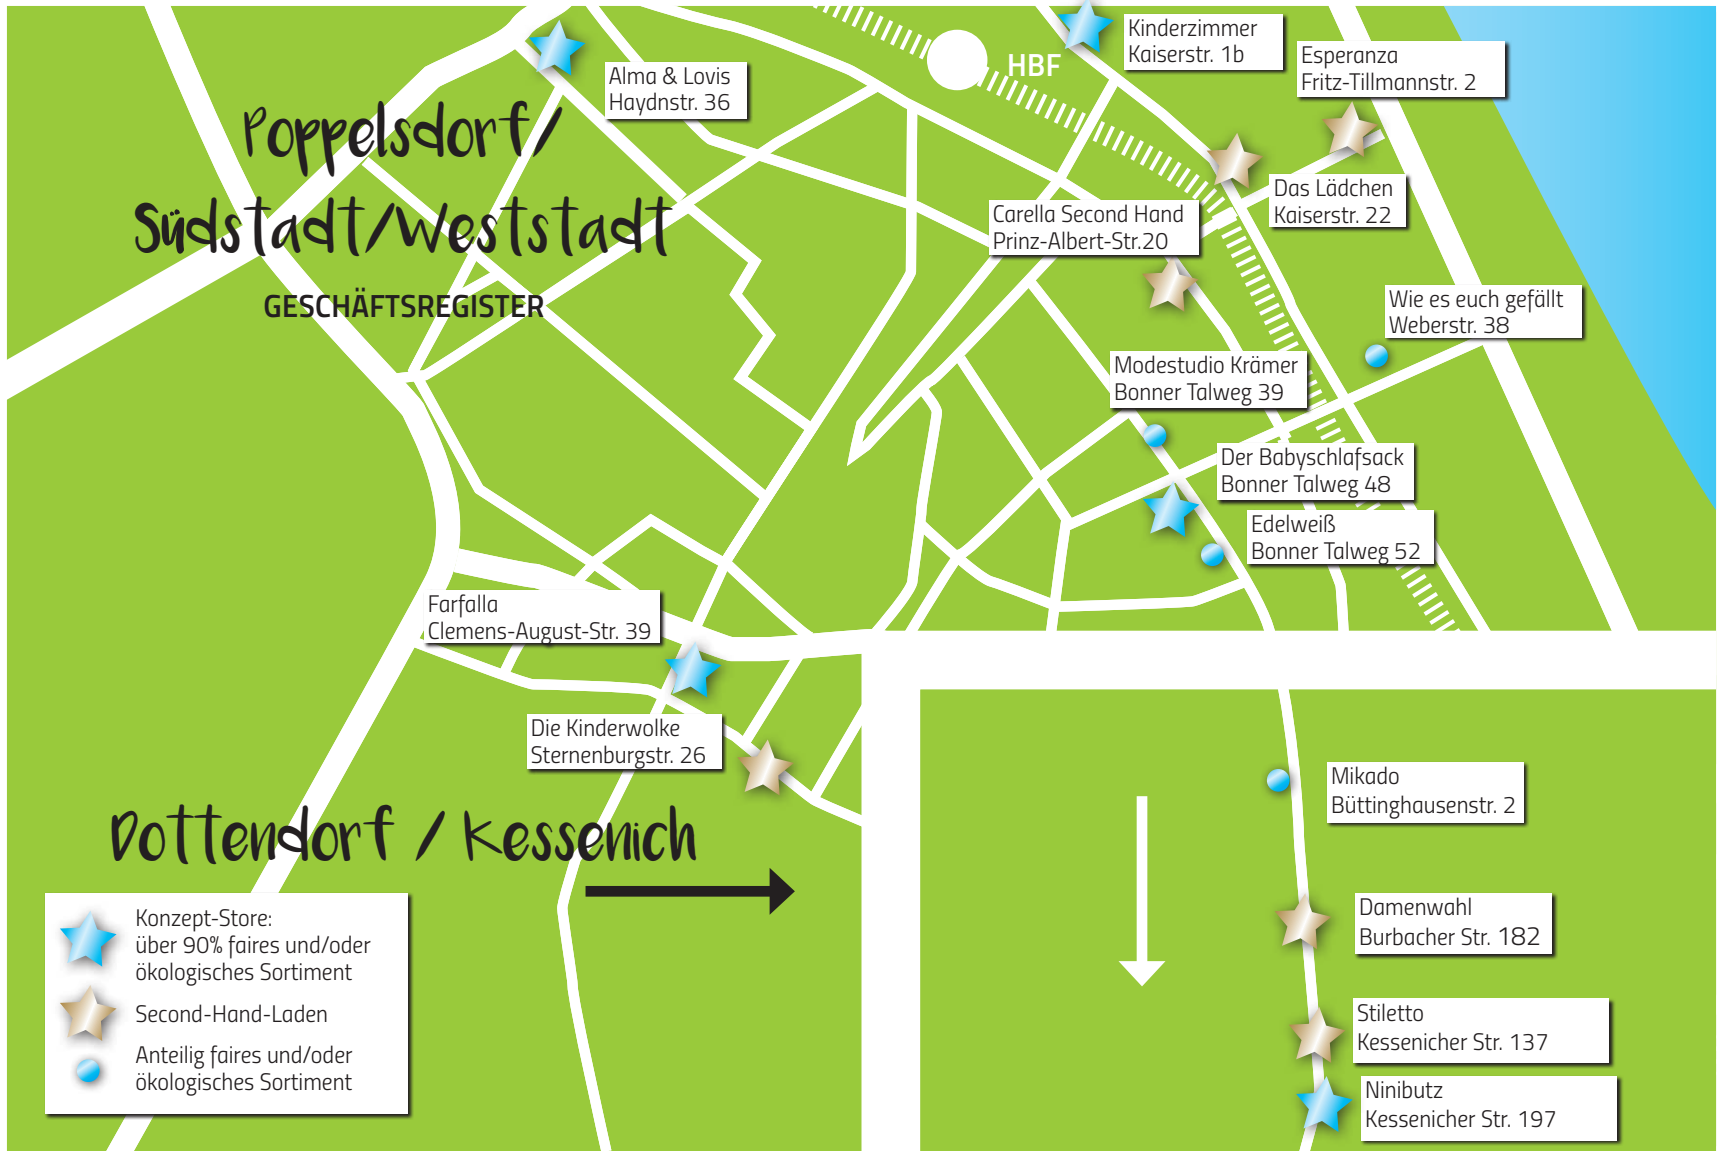 Poppelsdorf/
Südstadt/Weststadt
GESCHÄFTSREGISTER
Alma & Lovis
Haydnstr. 36
HBF
Kinderzimmer
Kaiserstr. 1b
Esperanza
Fritz-Tillmannstr. 2
Das Lädchen
Kaiserstr. 22
Carella Second Hand
Prinz-Albert-Str.20
Wie es euch gefällt
Weberstr. 38
Modestudio Krämer
Bonner Talweg 39
Der Babyschlafsack
Bonner Talweg 48
Edelweiß
Bonner Talweg 52
Farfalla
Clemens-August-Str. 39
Die Kinderwolke
Sternenburgstr. 26
Dottendorf / Kessenich
Mikado
Büttinghausenstr. 2
Damenwahl
Burbacher Str. 182
Stiletto
Kessenicher Str. 137
Ninibutz
Kessenicher Str. 197
Konzept-Store:
über 90% faires und/oder
ökologisches Sortiment
Second-Hand-Laden
Anteilig faires und/oder
ökologisches Sortiment